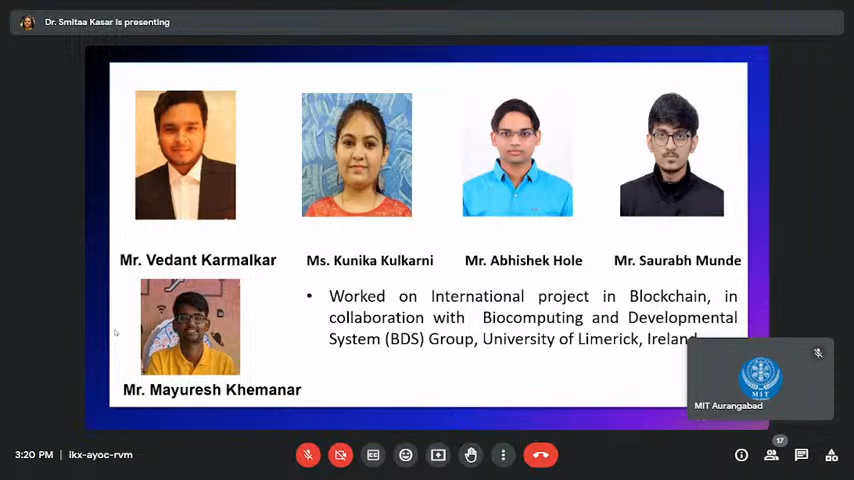 Dr. Smitaa Kasar is presenting
Mr. Vedant Karmalkar
Ms. Kunika Kulkarni
Mr. Abhishek Hole
Mr. Saurabh Munde
• Worked on International project in Blockchain, in
collaboration with Biocomputing and Developmental
System (BDS) Group, University of Limerick, Ireland
Mr. Mayuresh Khemanar
MIT
MIT Aurangabad
3:20 PM | ikx-ayoc-rvm
17